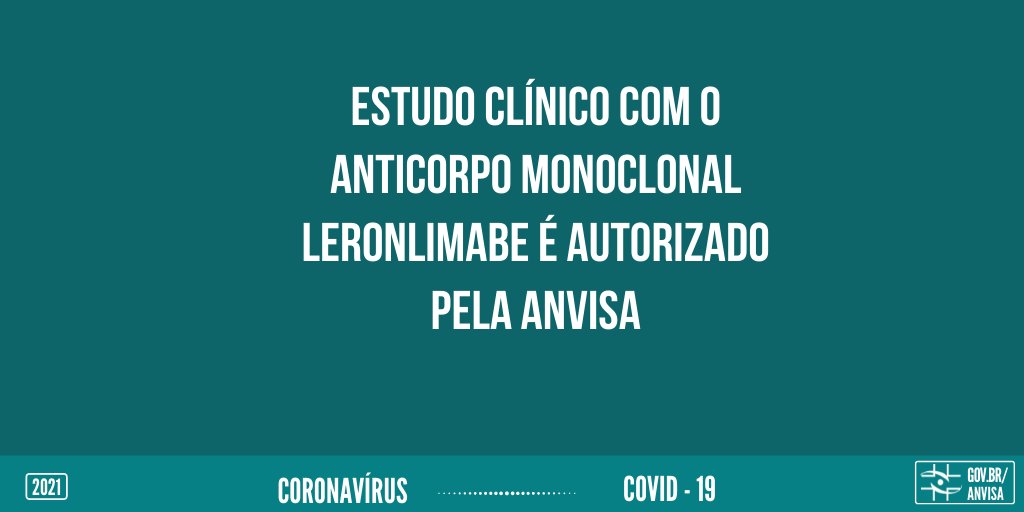 ESTUDO CLÍNICO COM O
ANTICORPO MONOCLONAL
LERONLIMABE É AUTORIZADO
PELA ANVISA
2021
CORONAVÍRUS
COVID - 19
GOV.BR/
ANVISA